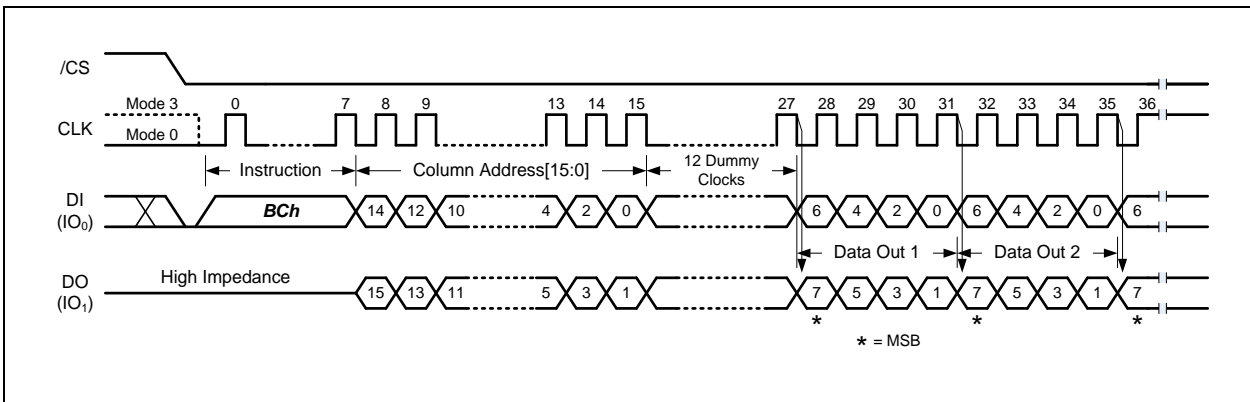 /CS
Mode 3 0 7 8 9 13 14 15 27 28 29 30 31 32 33 34 35 36
CLK
Mode 0
Instruction Column Address[15:0] 12 Dummy
Clocks
DI
(IO0)
BCh 14 12 10 4 2 0 6 4 2 0 6 4 2 0 6
Data Out 1 Data Out 2
High Impedance
DO
(IO1)
15 13 11 5 3 1 7 5 3 1 7 5 3 1 7
* * *
* = MSB